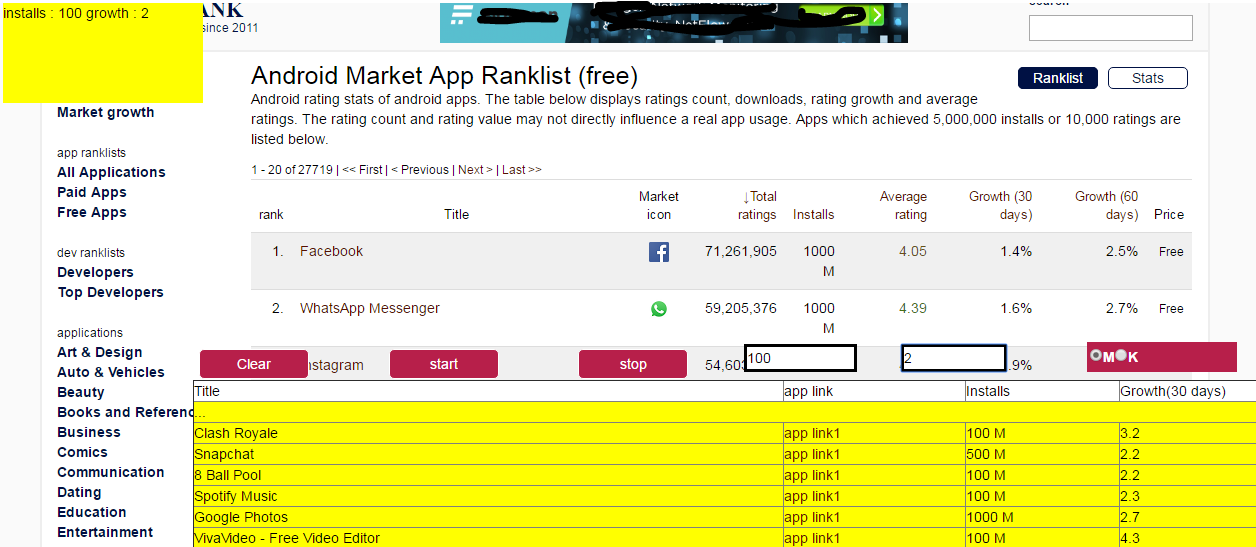 installs : 100 growth : 2
ANK
since 2011
search
Market growth
app ranklists
All Applications
Paid Apps
Free Apps
dev ranklists
Developers
Top Developers
applications
Art & Design
Auto & Vehicles
Beauty
Books and Referenc
Business
Comics
Communication
Dating
Education
Entertainment
Android Market App Ranklist (free)
Ranklist
Stats
Android rating stats of android apps. The table below displays ratings count, downloads, rating growth and average
ratings. The rating count and rating value may not directly influence a real app usage. Apps which achieved 5,000,000 installs or 10,000 ratings are
listed below.
1 - 20 of 27719 | << First | < Previous | Next > | Last >>
rank Title Market icon ↓Total ratings Installs Average rating Growth (30 days) Growth (60 days) Price
1. Facebook 71,261,905 1000 M 4.05 1.4% 2.5% Free
2. WhatsApp Messenger 59,205,376 1000 M 4.39 1.6% 2.7% Free
nstagram 54,60 .9%
Clear start stop 100 2 M K
Title app link Installs Growth(30 days)
...
Clash Royale app link1 100 M 3.2
Snapchat app link1 500 M 2.2
8 Ball Pool app link1 100 M 2.2
Spotify Music app link1 100 M 2.3
Google Photos app link1 1000 M 2.7
VivaVideo - Free Video Editor app link1 100 M 4.3